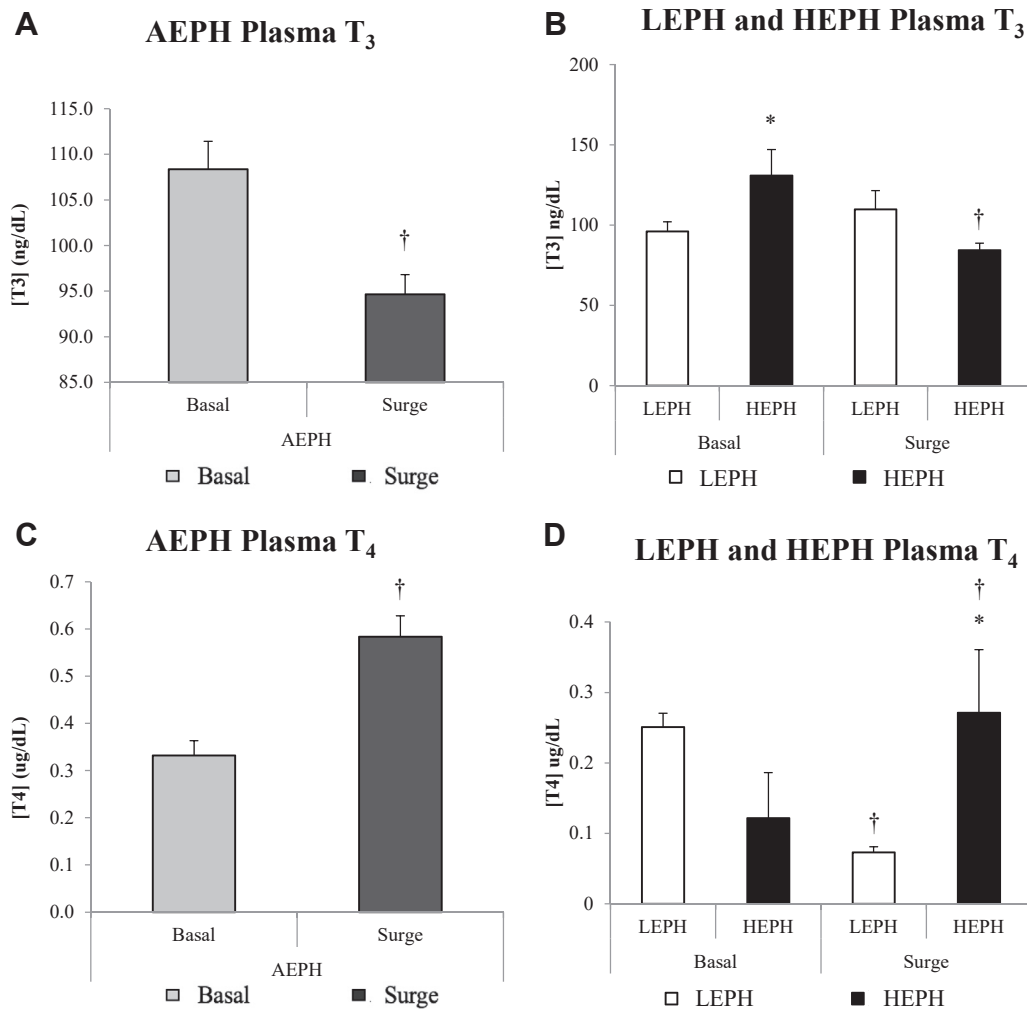 A
AEPH Plasma T3
[T3] (ng/dL)
115.0
110.0
105.0
100.0
95.0
90.0
85.0
†
Basal
Surge
AEPH
Basal
Surge
B
LEPH and HEPH Plasma T3
[T3] ng/dL
200
150
100
50
0
*
†
LEPH
HEPH
LEPH
HEPH
Basal
Surge
LEPH
HEPH
C
AEPH Plasma T4
[T4] (ug/dL)
0.7
0.6
0.5
0.4
0.3
0.2
0.1
0.0
†
Basal
Surge
AEPH
Basal
Surge
D
LEPH and HEPH Plasma T4
[T4] ug/dL
0.4
0.3
0.2
0.1
0
†
†
*
LEPH
HEPH
LEPH
HEPH
Basal
Surge
LEPH
HEPH